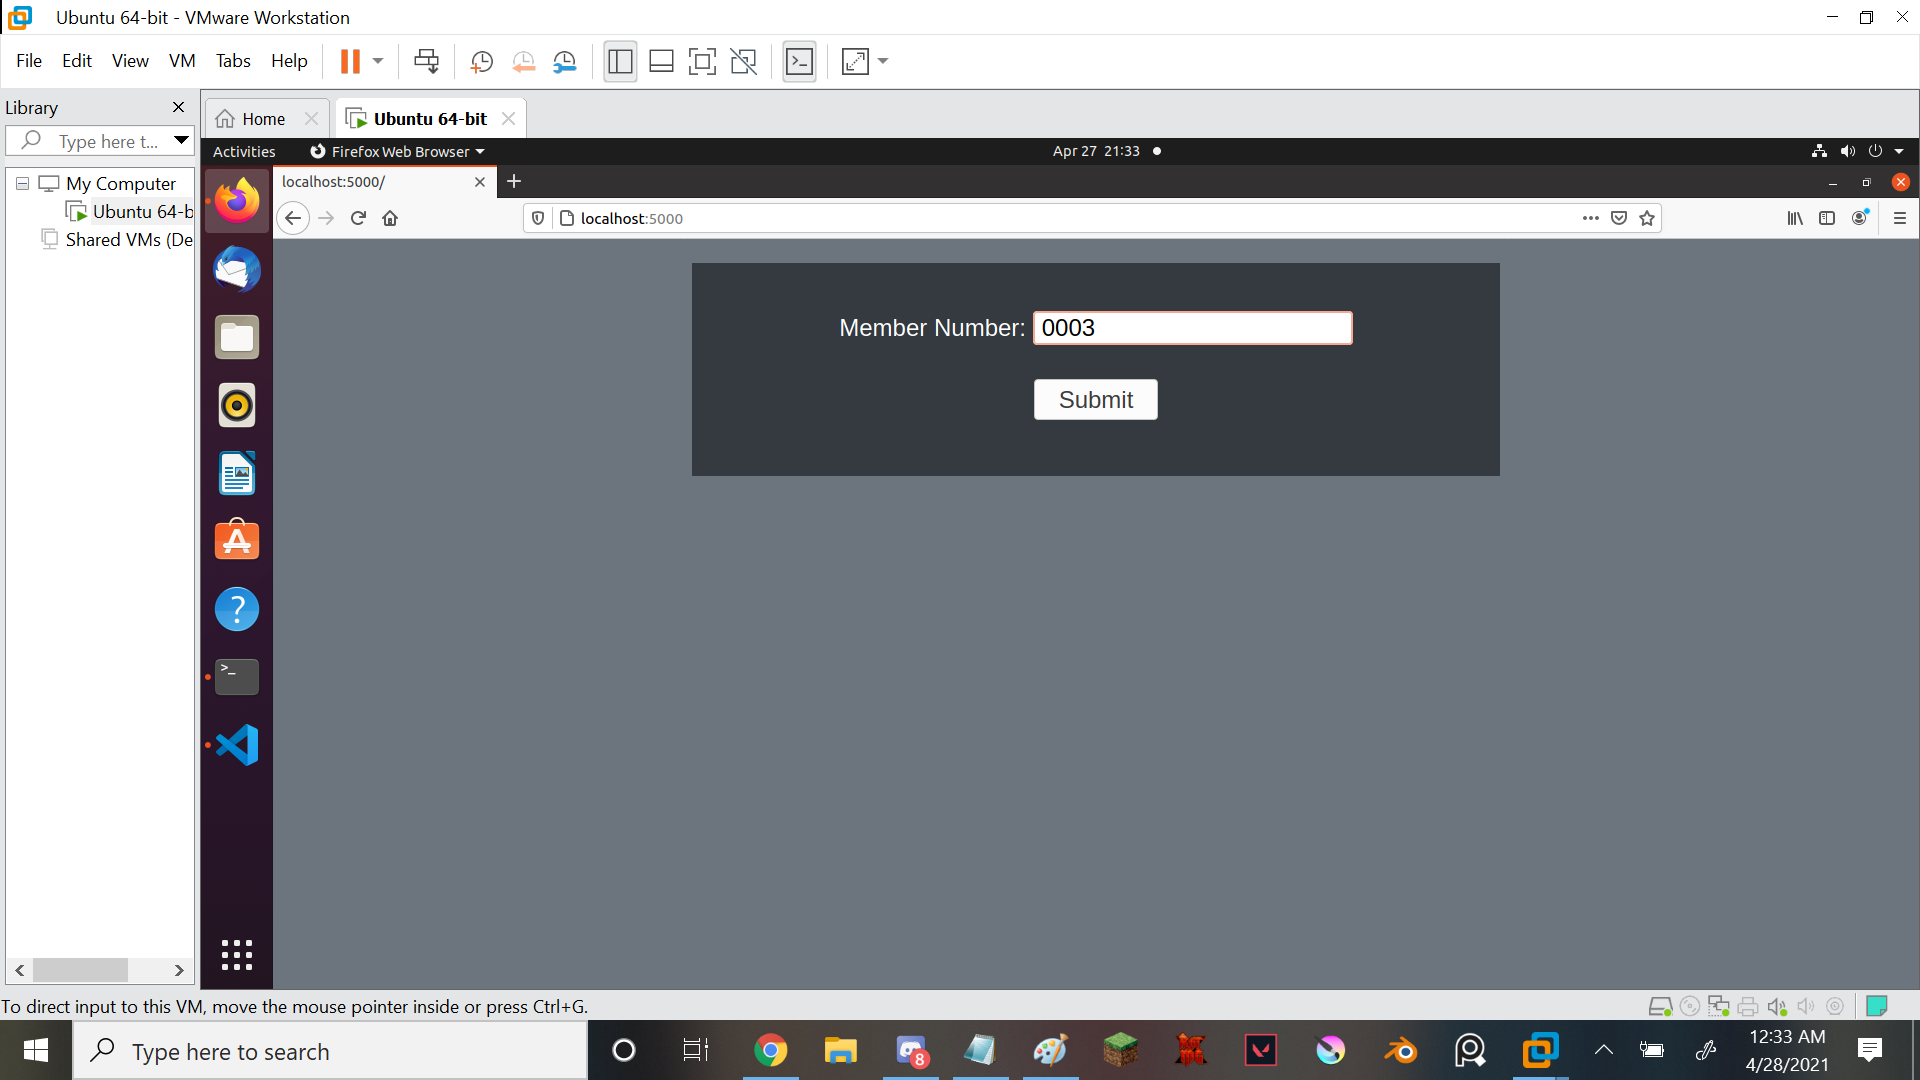 Ubuntu 64-bit - VMware Workstation
File Edit View VM Tabs Help
Library
Type here t...
My Computer
Ubuntu 64-b
Shared VMs (De
Home
Ubuntu 64-bit
Activities
Firefox Web Browser
Apr 27 21:33
localhost:5000/
localhost:5000
Member Number: 0003
Submit
To direct input to this VM, move the mouse pointer inside or press Ctrl+G.
Type here to search
8
12:33 AM
4/28/2021